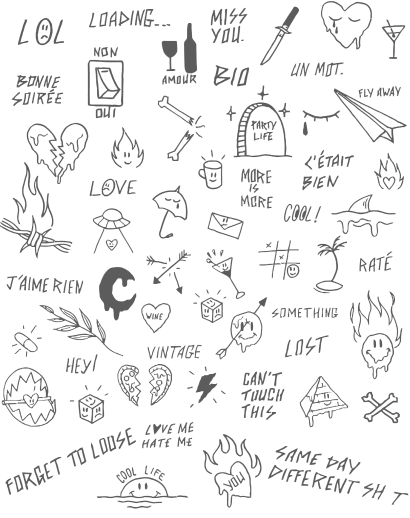 LOL
LOADING...
MISS
YOU.
NON
OUI
AMOUR
BIO
UN MOT.
BONNE
SOIRÉE
FLY AWAY
PARTY
LIFE
C'ÉTAIT
BIEN
LOVE
MORE
IS
MORE
COOL!
J'AIME RIEN
RATÉ
WINE
SOMETHING
HEY!
VINTAGE
LOST
CAN'T
TOUCH
THIS
LOVE ME
HATE ME
FORGET TO LOOSE
COOL LIFE
YOU
SAME DAY
DIFFERENT SH T